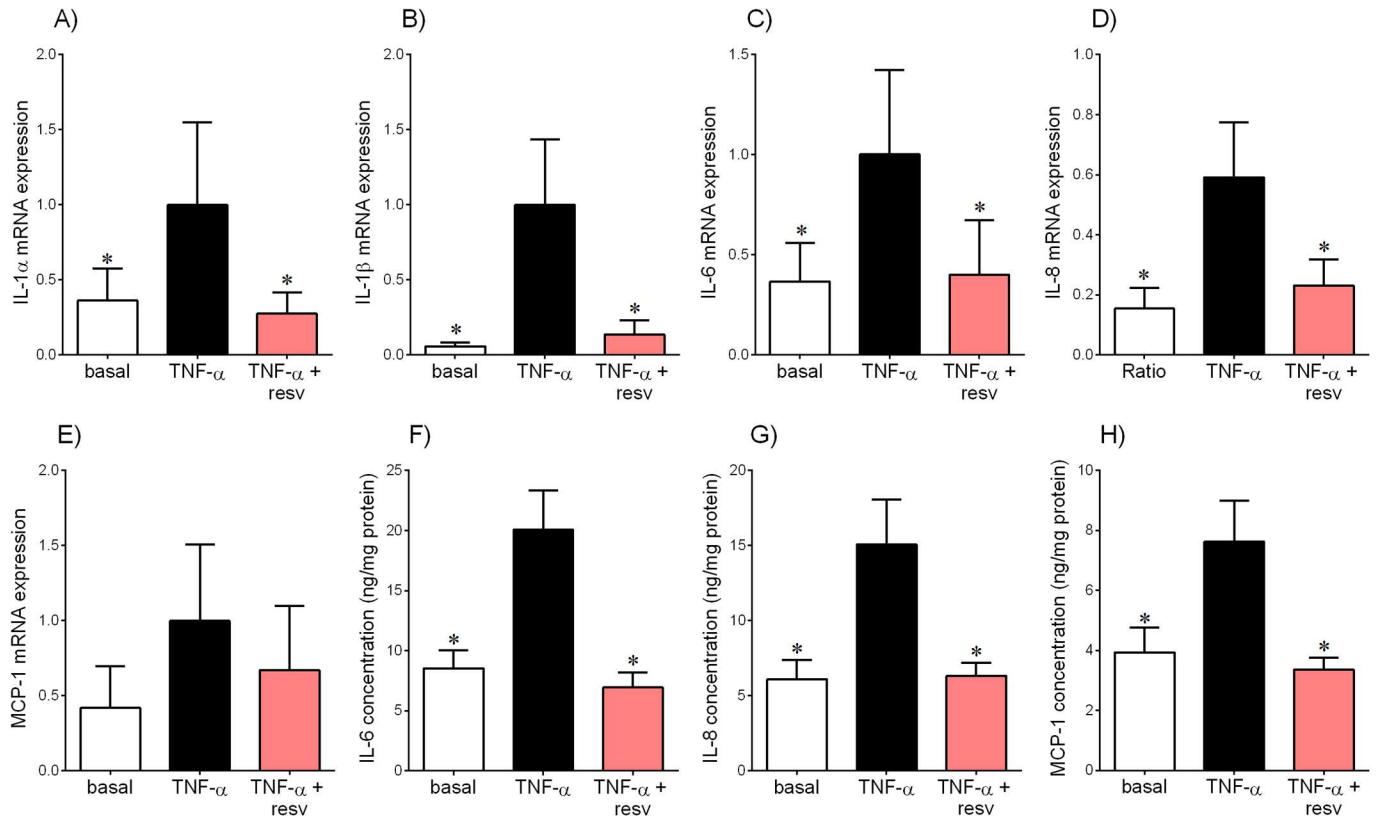 A)
IL-1α mRNA expression
2.0
1.5
1.0
0.5
0.0
*
*
basal
TNF-α
TNF-α +
resv
B)
IL-1β mRNA expression
2.0
1.5
1.0
0.5
0.0
*
*
basal
TNF-α
TNF-α +
resv
C)
IL-6 mRNA expression
1.5
1.0
0.5
0.0
*
*
basal
TNF-α
TNF-α +
resv
D)
IL-8 mRNA expression
1.0
0.8
0.6
0.4
0.2
0.0
*
*
Ratio
TNF-α
TNF-α +
resv
E)
MCP-1 mRNA expression
2.0
1.5
1.0
0.5
0.0
basal
TNF-α
TNF-α +
resv
F)
IL-6 concentration (ng/mg protein)
25
20
15
10
5
0
*
*
basal
TNF-α
TNF-α +
resv
G)
IL-8 concentration (ng/mg protein)
20
15
10
5
0
*
*
basal
TNF-α
TNF-α +
resv
H)
MCP-1 concentration (ng/mg protein)
10
8
6
4
2
0
*
*
basal
TNF-α
TNF-α +
resv